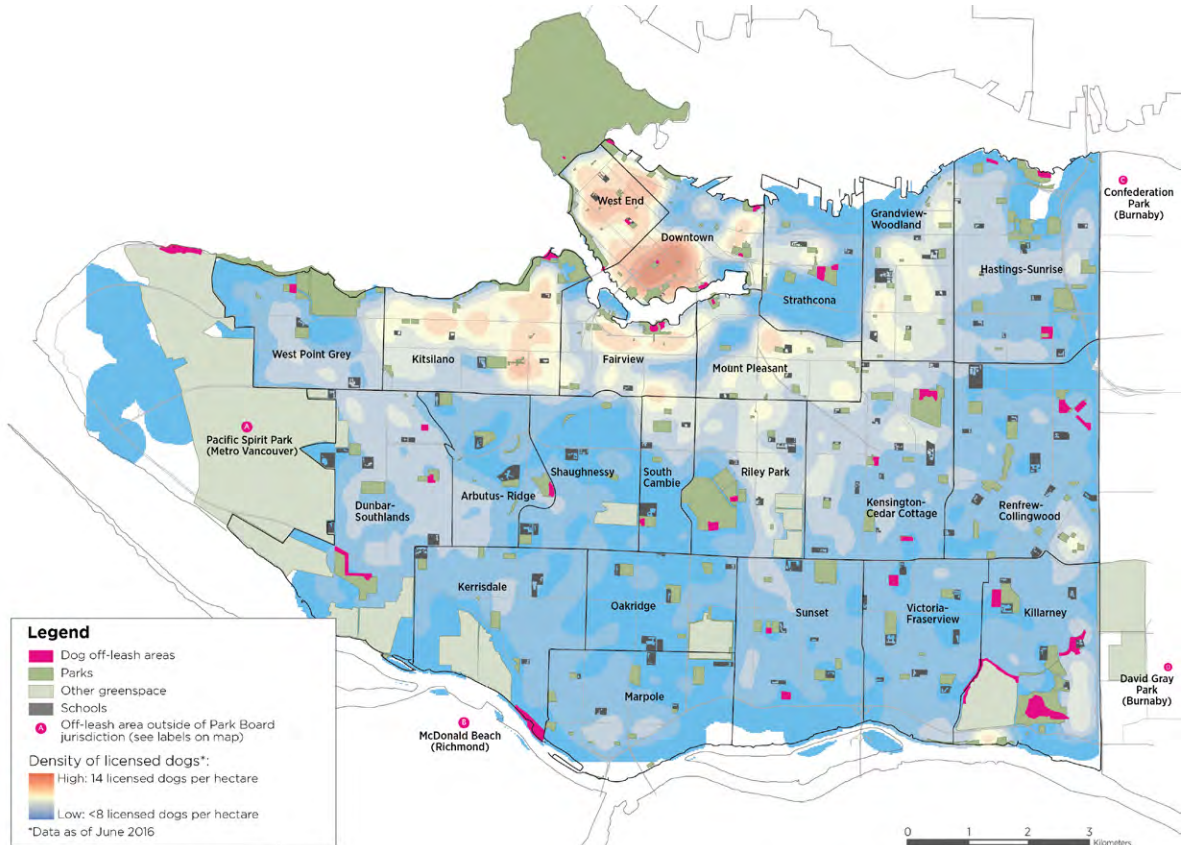 West End
Downtown
Grandview-
Woodland
C
Confederation
Park
(Burnaby)
Hastings-Sunrise
Strathcona
West Point Grey
Kitsilano
Fairview
Mount Pleasant
A
Pacific Spirit Park
(Metro Vancouver)
Dunbar-
Southlands
Arbutus- Ridge
Shaughnessy
South
Cambie
Riley Park
Kensington-
Cedar Cottage
Renfrew-
Collingwood
Kerrisdale
Oakridge
Sunset
Victoria-
Fraserview
Killarney
Marpole
B
McDonald Beach
(Richmond)
D
David Gray
Park
(Burnaby)
Legend
Dog off-leash areas
Parks
Other greenspace
Schools
A Off-leash area outside of Park Board
jurisdiction (see labels on map)
Density of licensed dogs*:
High: 14 licensed dogs per hectare
Low: <8 licensed dogs per hectare
*Data as of June 2016
0 1 2 3
Kilometers